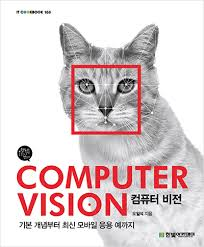 IT COOKBOOK 163
COMPUTER
VISION 컴퓨터 비전
오일석 지음
기본 개념부터 최신 모바일 응용 예까지
한빛아카데미